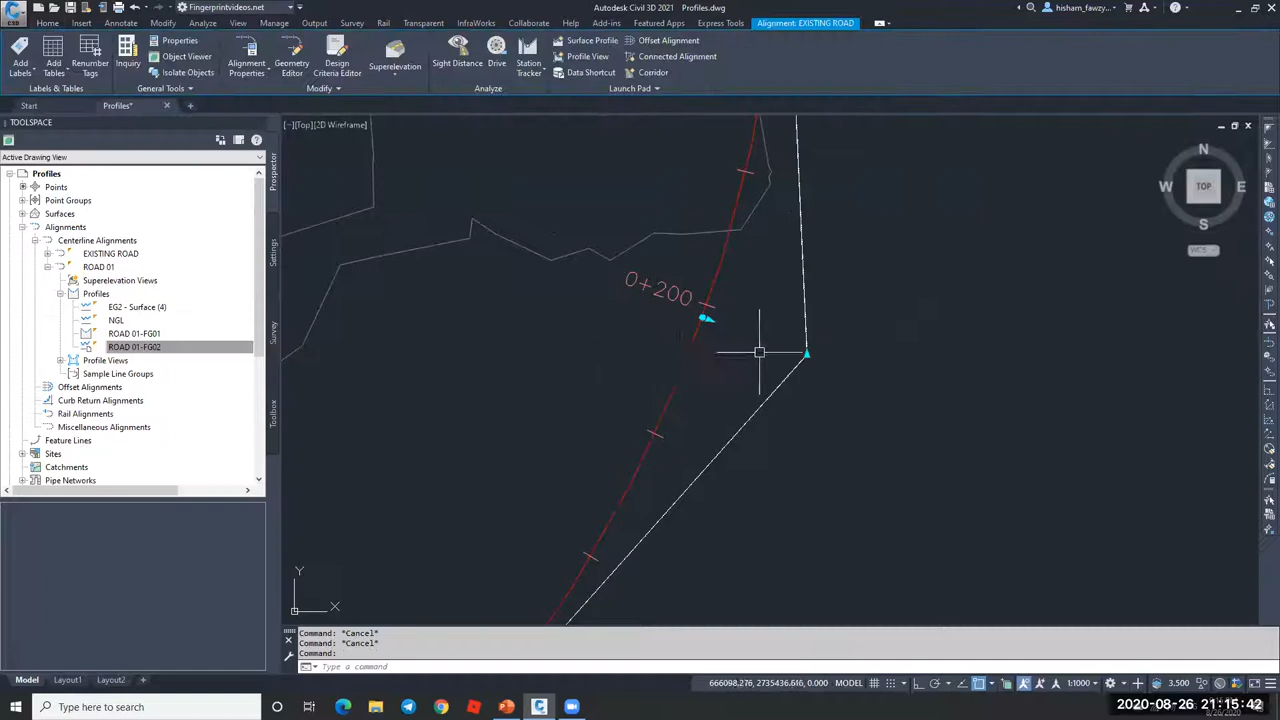 C3D
Fingerprintvideos.net
Autodesk Civil 3D 2021 Profiles.dwg
hisham_fawzy...
Home Insert Annotate Modify Analyze View Manage Output Survey Rail Transparent InfraWorks Collaborate Help Add-ins Featured Apps Express Tools Alignment: EXISTING ROAD
Properties
Object Viewer
Isolate Objects
Add Labels
Add Tables
Renumber Tags
Inquiry
Alignment Properties
Geometry Editor
Design Criteria Editor
Superelevation
Sight Distance
Drive
Station Tracker
Surface Profile
Offset Alignment
Profile View
Connected Alignment
Data Shortcut
Corridor
Labels & Tables
General Tools
Modify
Analyze
Launch Pad
Start
Profiles*
TOOLSPACE
Active Drawing View
Profiles
Points
Point Groups
Surfaces
Alignments
Centerline Alignments
EXISTING ROAD
ROAD 01
Superelevation Views
Profiles
EG2 - Surface (4)
NGL
ROAD 01-FG01
ROAD 01-FG02
Profile Views
Sample Line Groups
Offset Alignments
Curb Return Alignments
Rail Alignments
Miscellaneous Alignments
Feature Lines
Sites
Catchments
Pipe Networks
Prospector
Settings
Survey
Toolbox
[−][Top][2D Wireframe]
0+200
N
W
TOP
E
S
WCS
Y
X
Command: *Cancel*
Command: *Cancel*
Command:
Type a command
Model
Layout1
Layout2
666098.276, 2735436.616, 0.000
MODEL
1:1000
3.500
Type here to search
2020-08-26 21:15:42